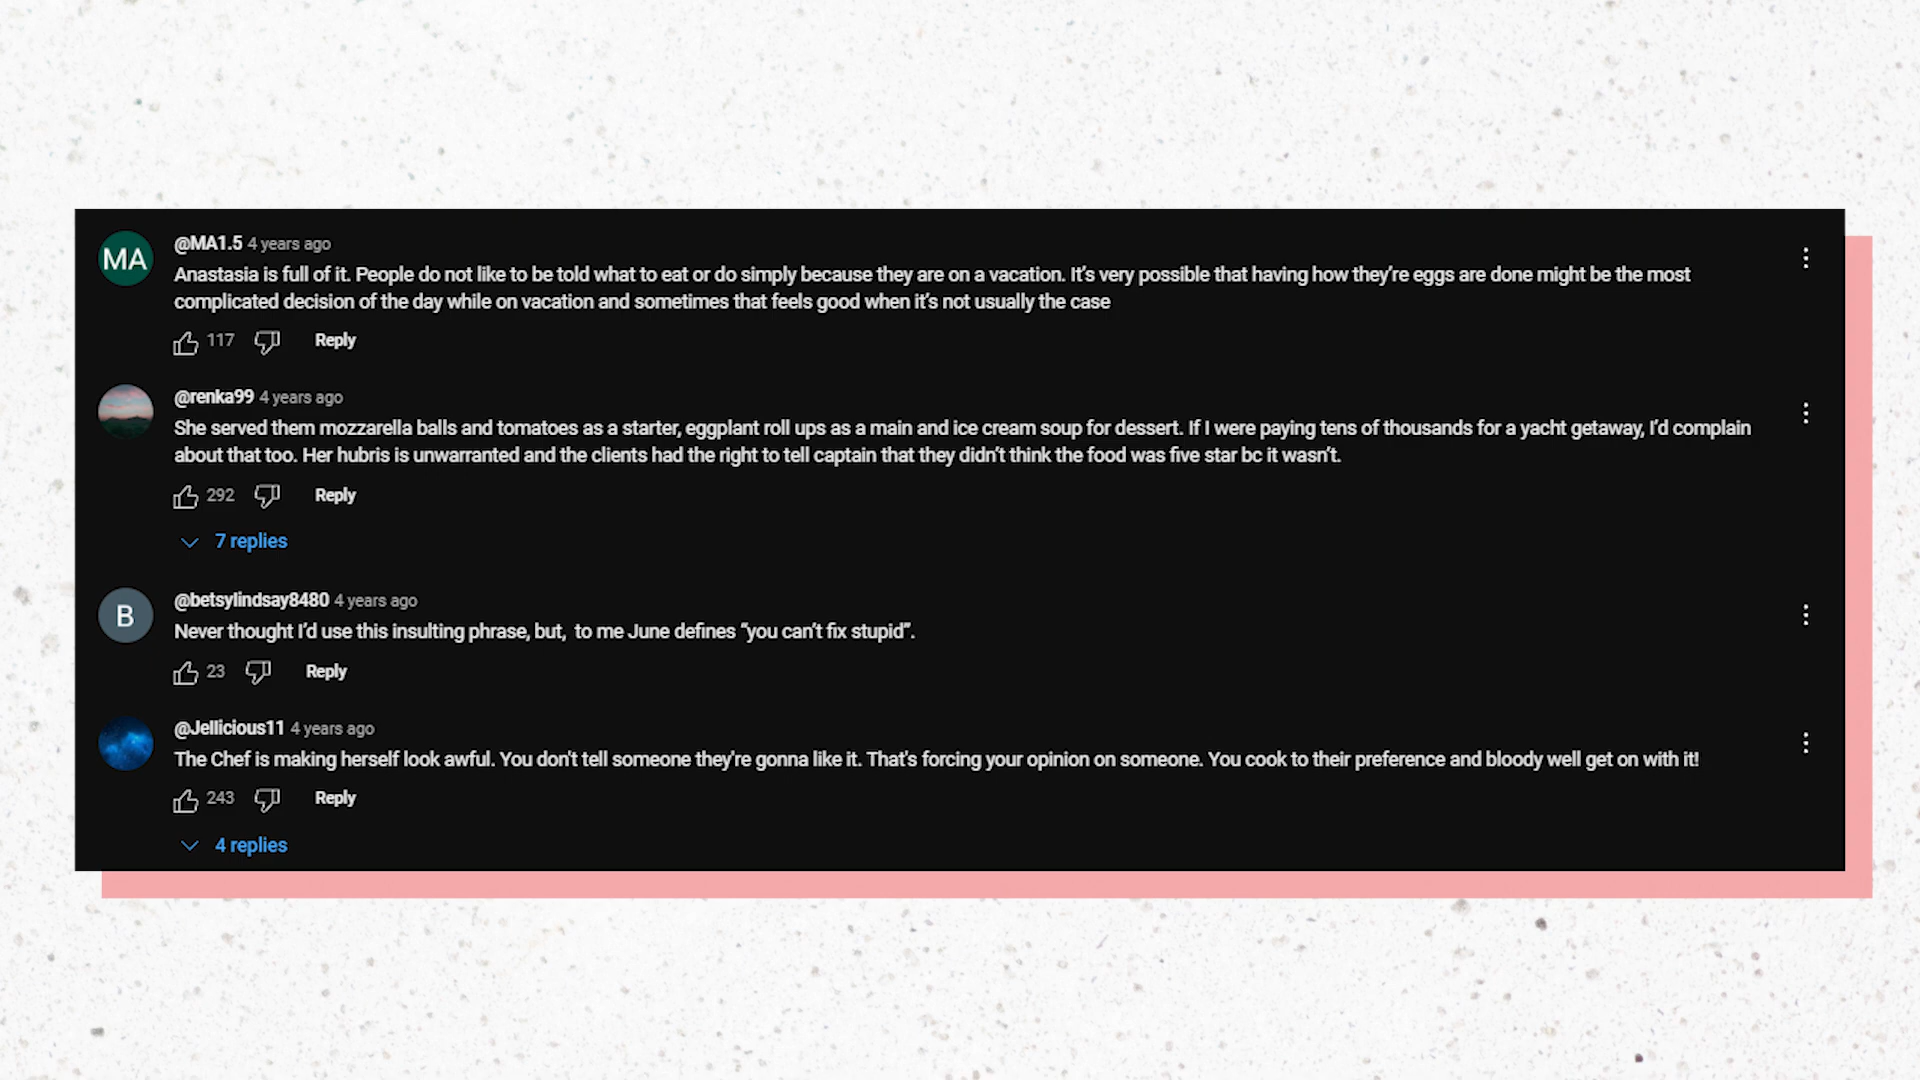 MA
@MA1.5 4 years ago
Anastasia is full of it. People do not like to be told what to eat or do simply because they are on a vacation. It’s very possible that having how they’re eggs are done might be the most
complicated decision of the day while on vacation and sometimes that feels good when it’s not usually the case
117 Reply
@renka99 4 years ago
She served them mozzarella balls and tomatoes as a starter, eggplant roll ups as a main and ice cream soup for dessert. If I were paying tens of thousands for a yacht getaway, I’d complain
about that too. Her hubris is unwarranted and the clients had the right to tell captain that they didn’t think the food was five star bc it wasn’t.
292 Reply
7 replies
B
@betsylindsay8480 4 years ago
Never thought I’d use this insulting phrase, but,  to me June defines “you can’t fix stupid”.
23 Reply
@Jellicious11 4 years ago
The Chef is making herself look awful. You don't tell someone they're gonna like it. That's forcing your opinion on someone. You cook to their preference and bloody well get on with it!
243 Reply
4 replies